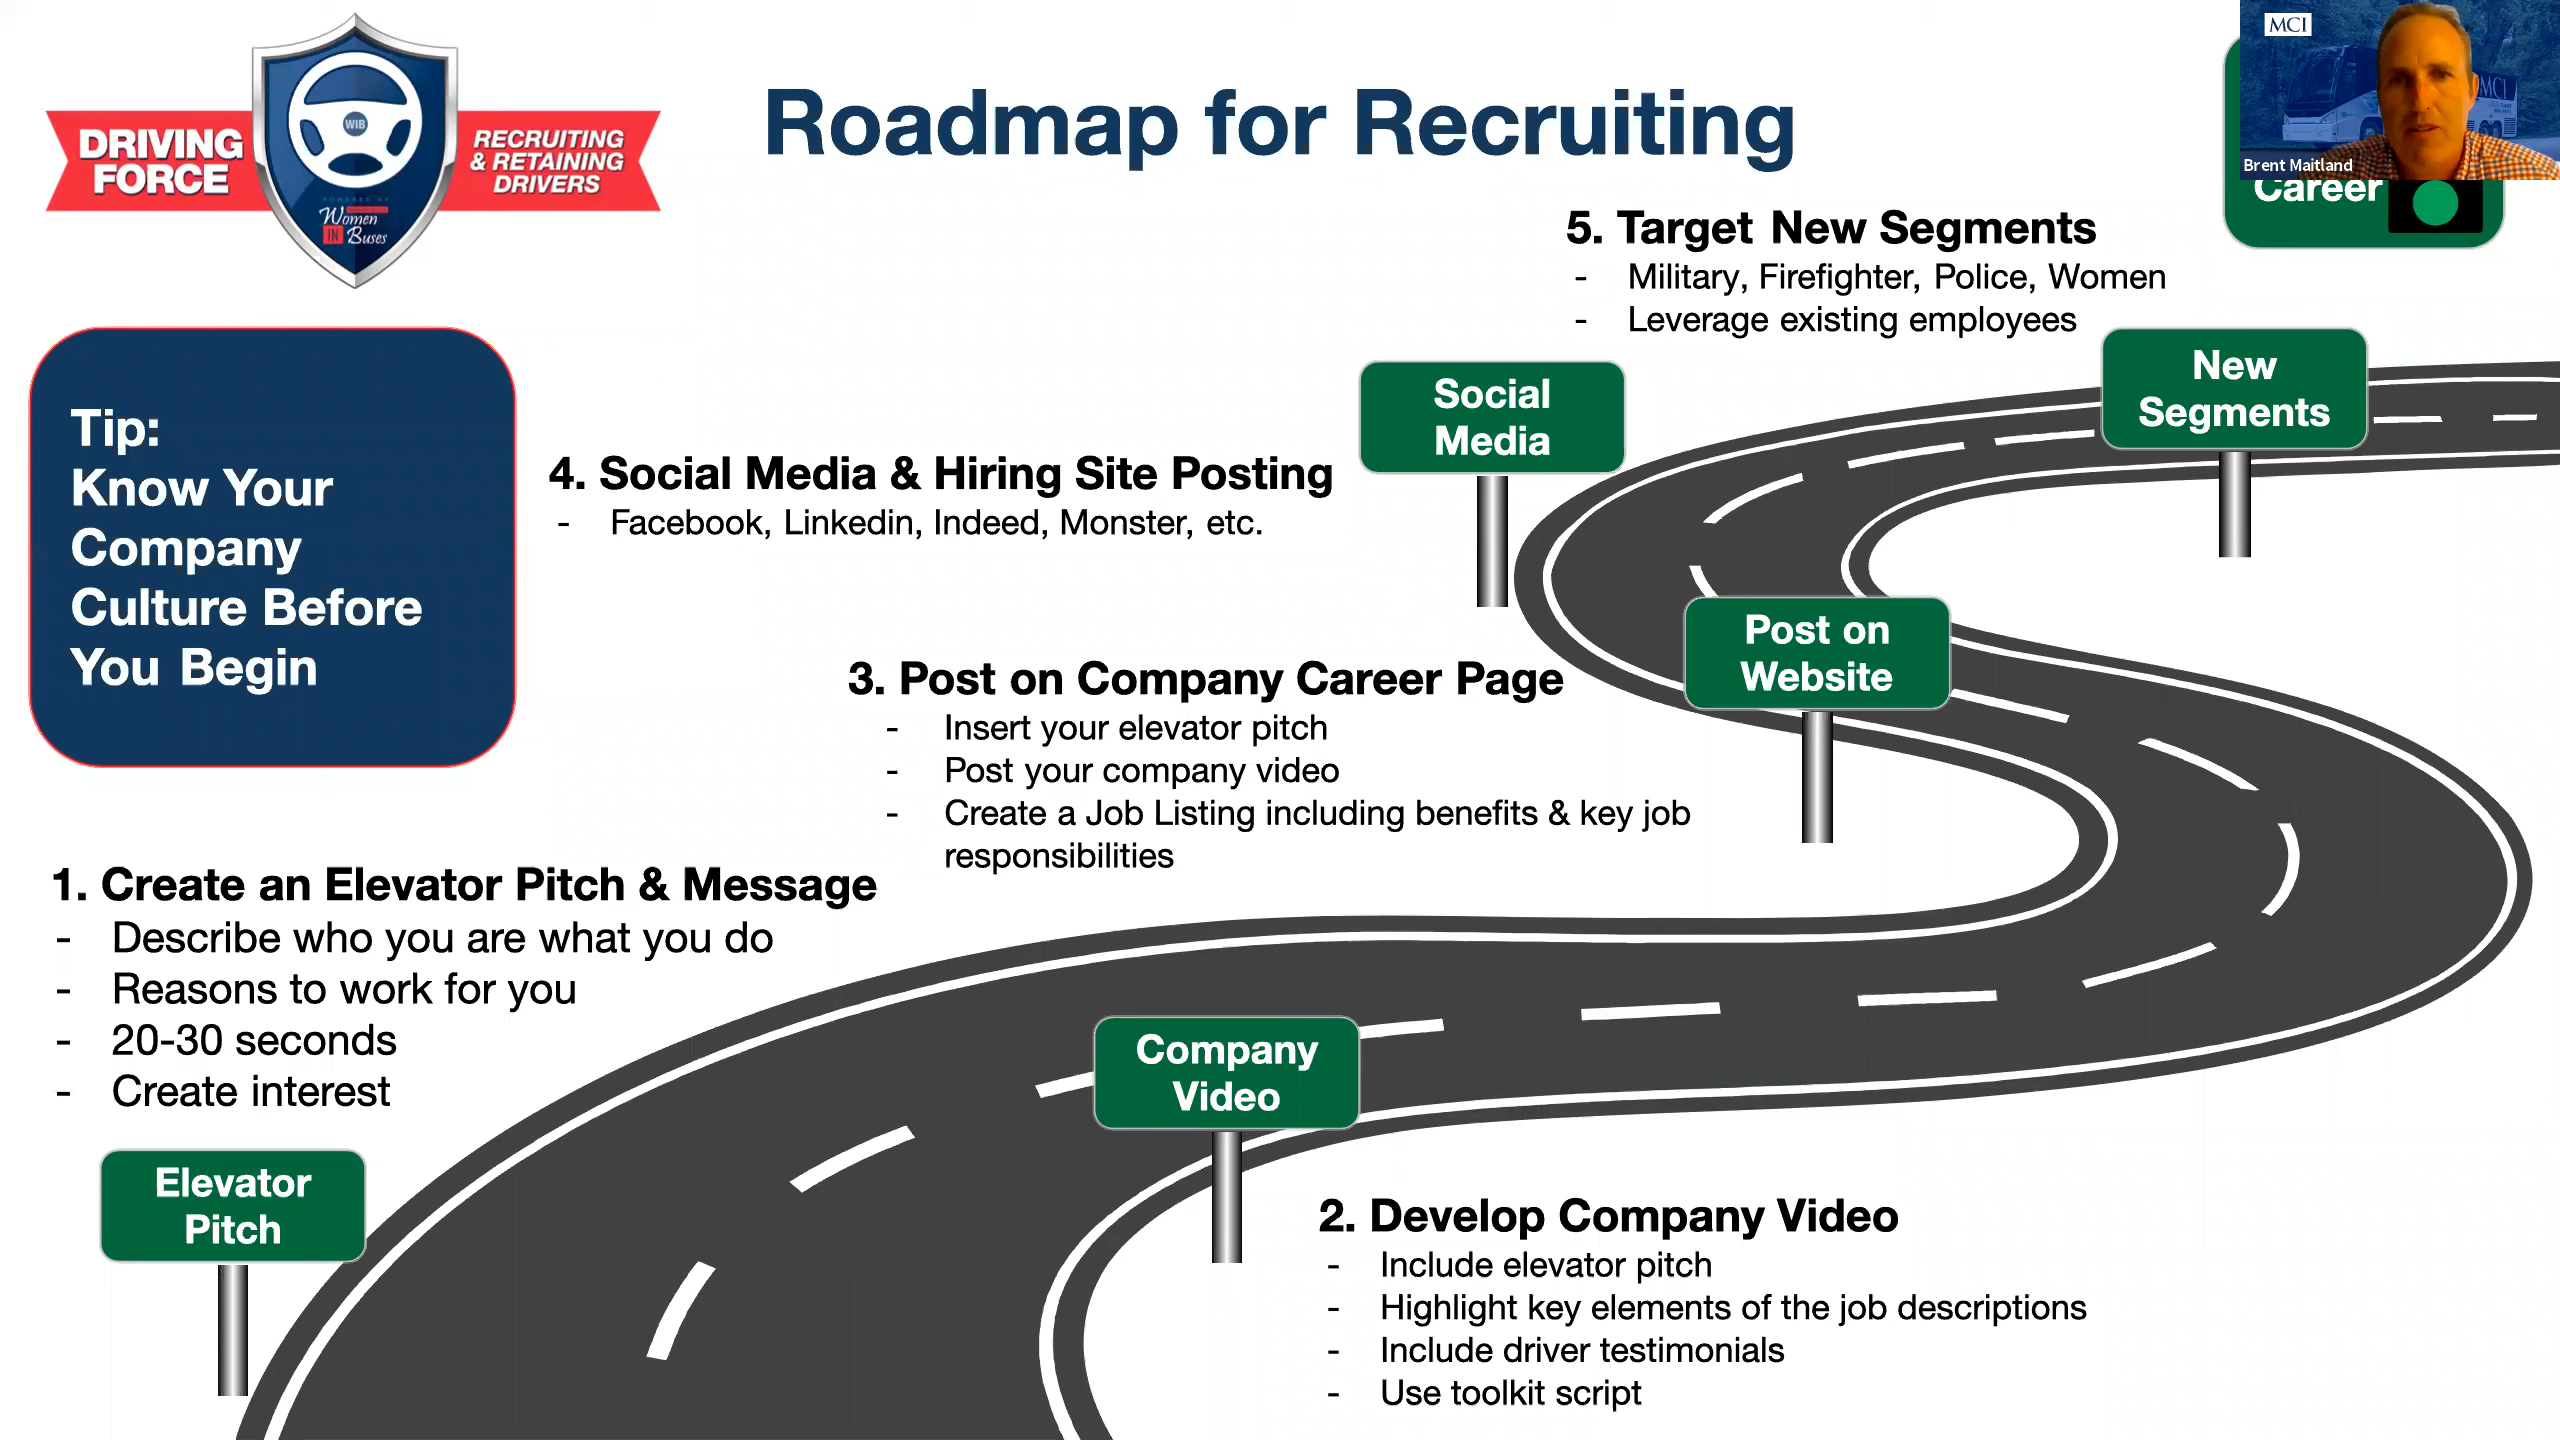 DRIVING
FORCE
WIB
POWERED BY
Women
IN Buses
RECRUITING
& RETAINING
DRIVERS
Roadmap for Recruiting
MCI
MCI
Brent Maitland
Career
5. Target New Segments
- Military, Firefighter, Police, Women
- Leverage existing employees
New
Segments
Social
Media
Tip:
Know Your
Company
Culture Before
You Begin
4. Social Media & Hiring Site Posting
- Facebook, Linkedin, Indeed, Monster, etc.
Post on
Website
3. Post on Company Career Page
- Insert your elevator pitch
- Post your company video
- Create a Job Listing including benefits & key job
responsibilities
1. Create an Elevator Pitch & Message
- Describe who you are what you do
- Reasons to work for you
- 20-30 seconds
- Create interest
Company
Video
Elevator
Pitch
2. Develop Company Video
- Include elevator pitch
- Highlight key elements of the job descriptions
- Include driver testimonials
- Use toolkit script